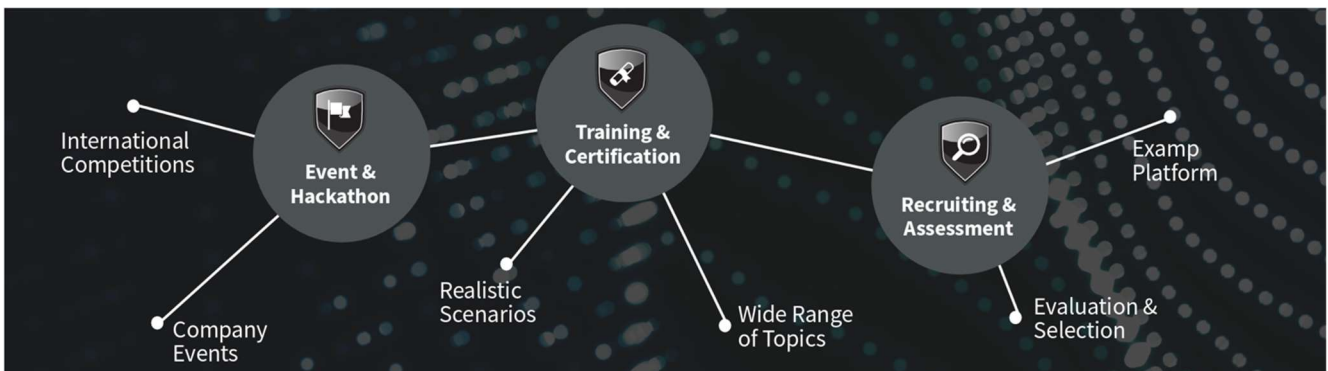 International
Competitions
Event &
Hackathon
Company
Events
Training &
Certification
Realistic
Scenarios
Wide Range
of Topics
Recruiting &
Assessment
Examp
Platform
Evaluation &
Selection